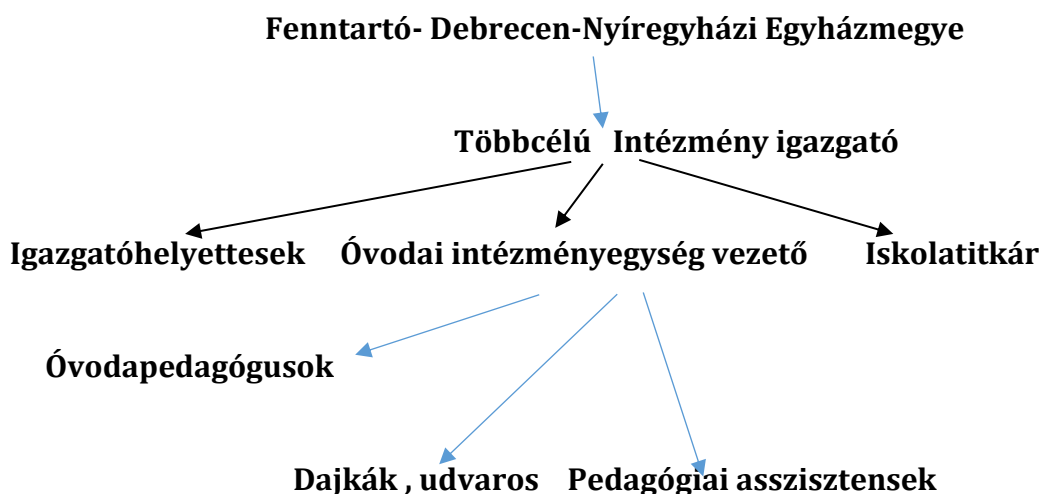 Fenntartó- Debrecen-Nyíregyházi Egyházmegye
Többcélú Intézmény igazgató
Igazgatóhelyettesek Óvodai intézményegység vezető Iskolatitkár
Óvodapedagógusok
Dajkák , udvaros Pedagógiai asszisztensek